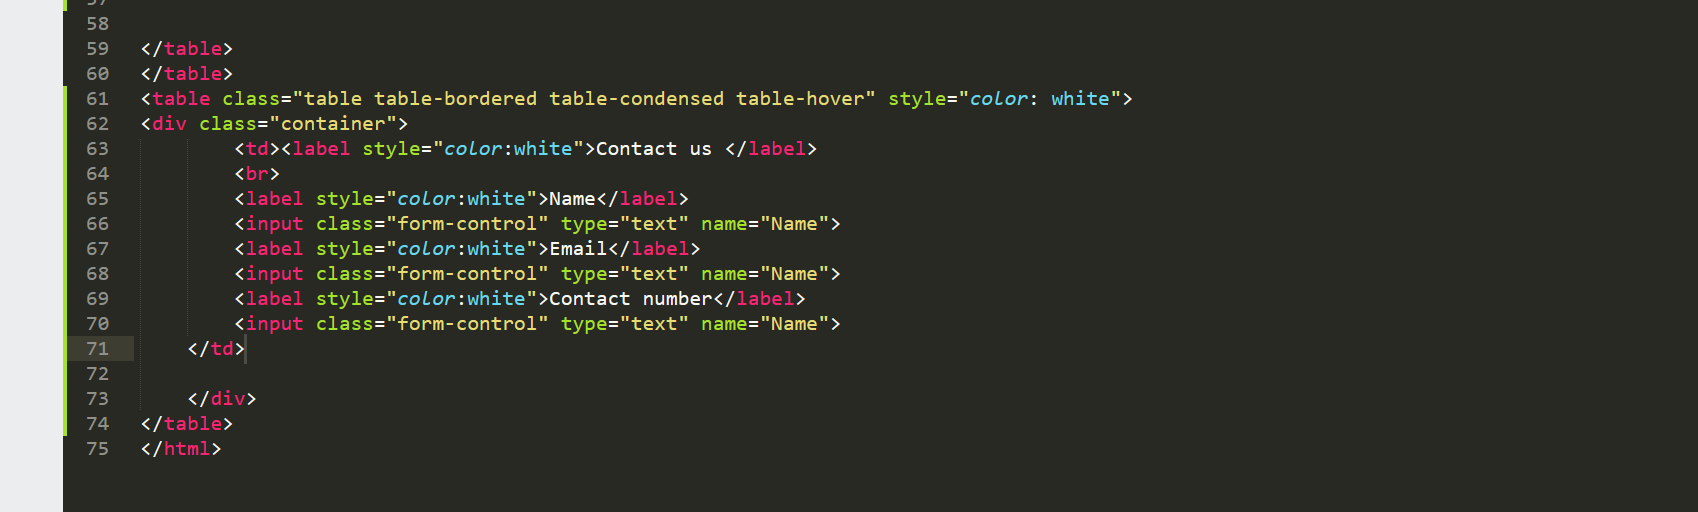 57
58
59 </table>
60 </table>
61 <table class="table table-bordered table-condensed table-hover" style="color: white">
62 <div class="container">
63 <td><label style="color:white">Contact us </label>
64 <br>
65 <label style="color:white">Name</label>
66 <input class="form-control" type="text" name="Name">
67 <label style="color:white">Email</label>
68 <input class="form-control" type="text" name="Name">
69 <label style="color:white">Contact number</label>
70 <input class="form-control" type="text" name="Name">
71 </td>
72
73 </div>
74 </table>
75 </html>